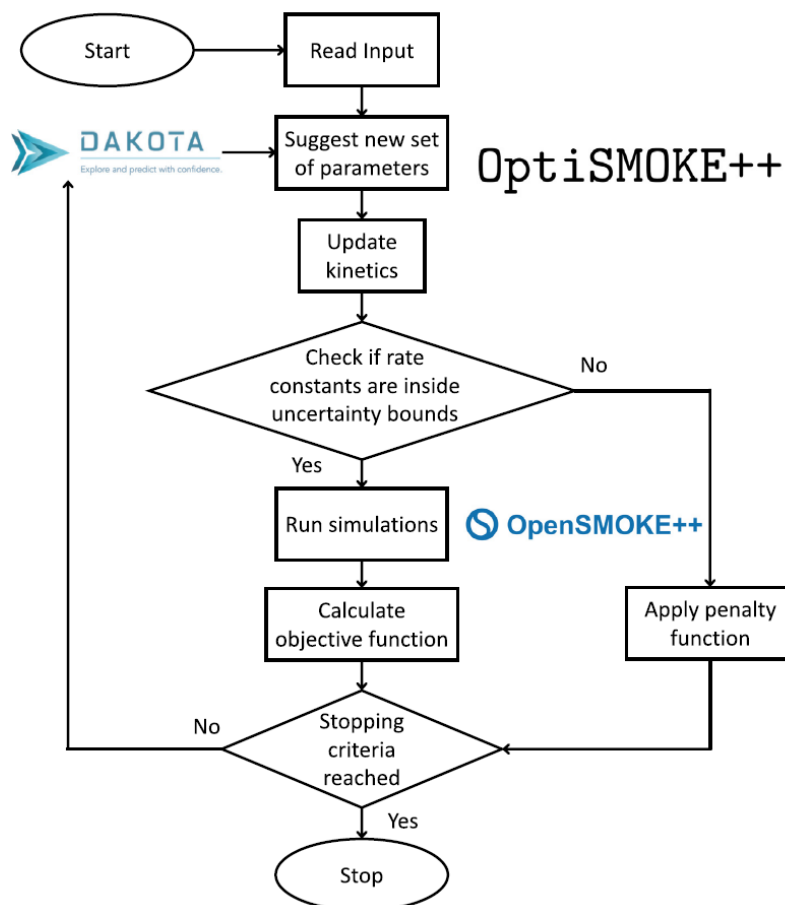 Start
Read Input
DAKOTA
Explore and predict with confidence.
Suggest new set
of parameters
OptiSMOKE++
Update
kinetics
Check if rate
constants are inside
uncertainty bounds
No
Yes
Run simulations
OpenSMOKE++
Calculate
objective function
Apply penalty
function
No
Stopping
criteria
reached
Yes
Stop